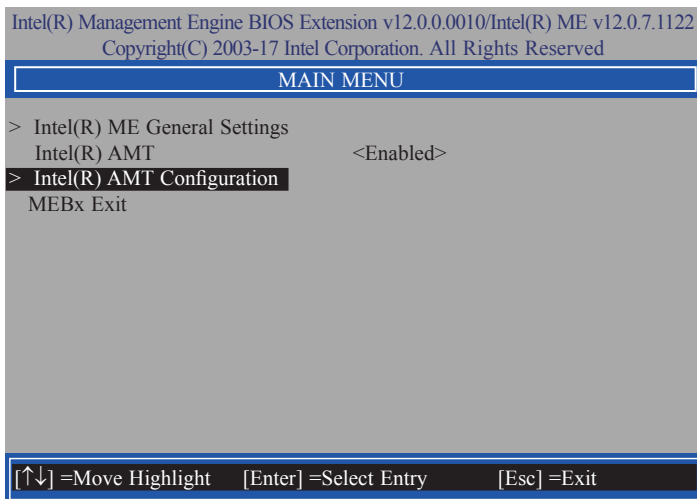 Intel(R) Management Engine BIOS Extension v12.0.0.0010/Intel(R) ME v12.0.7.1122
Copyright(C) 2003-17 Intel Corporation. All Rights Reserved
MAIN MENU
> Intel(R) ME General Settings
Intel(R) AMT <Enabled>
> Intel(R) AMT Configuration
MEBx Exit
[↑↓] =Move Highlight [Enter] =Select Entry [Esc] =Exit